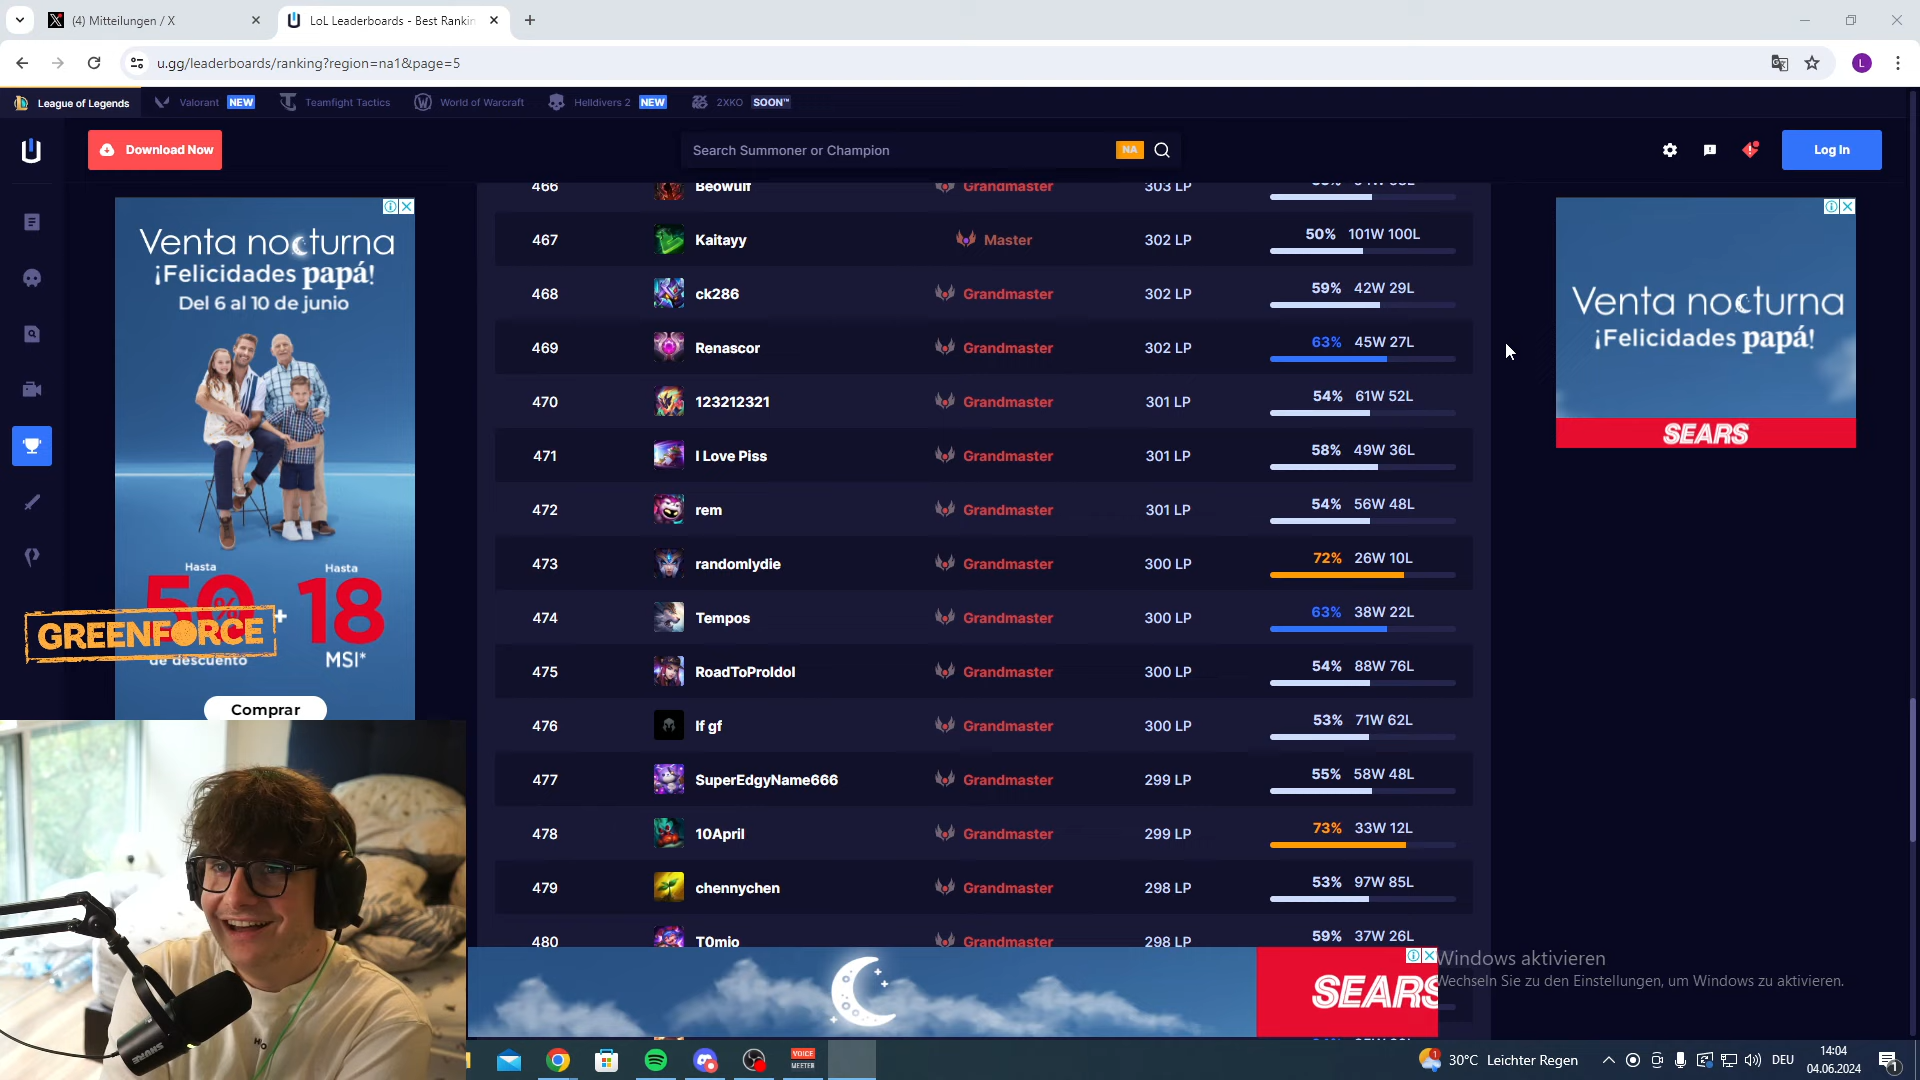 (4) Mitteilungen / X
LoL Leaderboards - Best Rankin
u.gg/leaderboards/ranking?region=na1&page=5
L
League of Legends
Valorant NEW
Teamfight Tactics
World of Warcraft
Helldivers 2 NEW
2XKO SOON™
Download Now
Search Summoner or Champion
NA
Log In
466 Beowulf Grandmaster 303 LP
467 Kaitayy Master 302 LP 50% 101W 100L
468 ck286 Grandmaster 302 LP 59% 42W 29L
469 Renascor Grandmaster 302 LP 63% 45W 27L
470 123212321 Grandmaster 301 LP 54% 61W 52L
471 I Love Piss Grandmaster 301 LP 58% 49W 36L
472 rem Grandmaster 301 LP 54% 56W 48L
473 randomlydie Grandmaster 300 LP 72% 26W 10L
474 Tempos Grandmaster 300 LP 63% 38W 22L
475 RoadToProIdol Grandmaster 300 LP 54% 88W 76L
476 If gf Grandmaster 300 LP 53% 71W 62L
477 SuperEdgyName666 Grandmaster 299 LP 55% 58W 48L
478 10April Grandmaster 299 LP 73% 33W 12L
479 chennychen Grandmaster 298 LP 53% 97W 85L
480 T0mio Grandmaster 298 LP 59% 37W 26L
Venta nocturna
¡Felicidades papá!
Del 6 al 10 de junio
Hasta Hasta
50% + 18
de descuento MSI*
GREENFORCE
Comprar
Venta nocturna
¡Felicidades papá!
SEARS
SEARS
Windows aktivieren
Wechseln Sie zu den Einstellungen, um Windows zu aktivieren.
SHURE
VOICE
MEETER
1
30°C Leichter Regen
DEU
14:04
04.06.2024
1